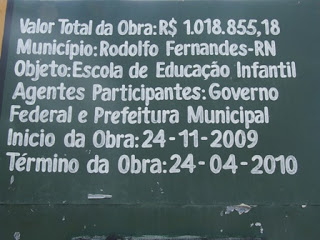 Valor Total da Obra:R$ 1.018.855,18
Município:Rodolfo Fernandes-RN
Objeto:Escola de Educação Infantil
Agentes Participantes:Governo
Federal e Prefeitura Municipal
Inicio da Obra:24-11-2009
Término da Obra:24-04-2010